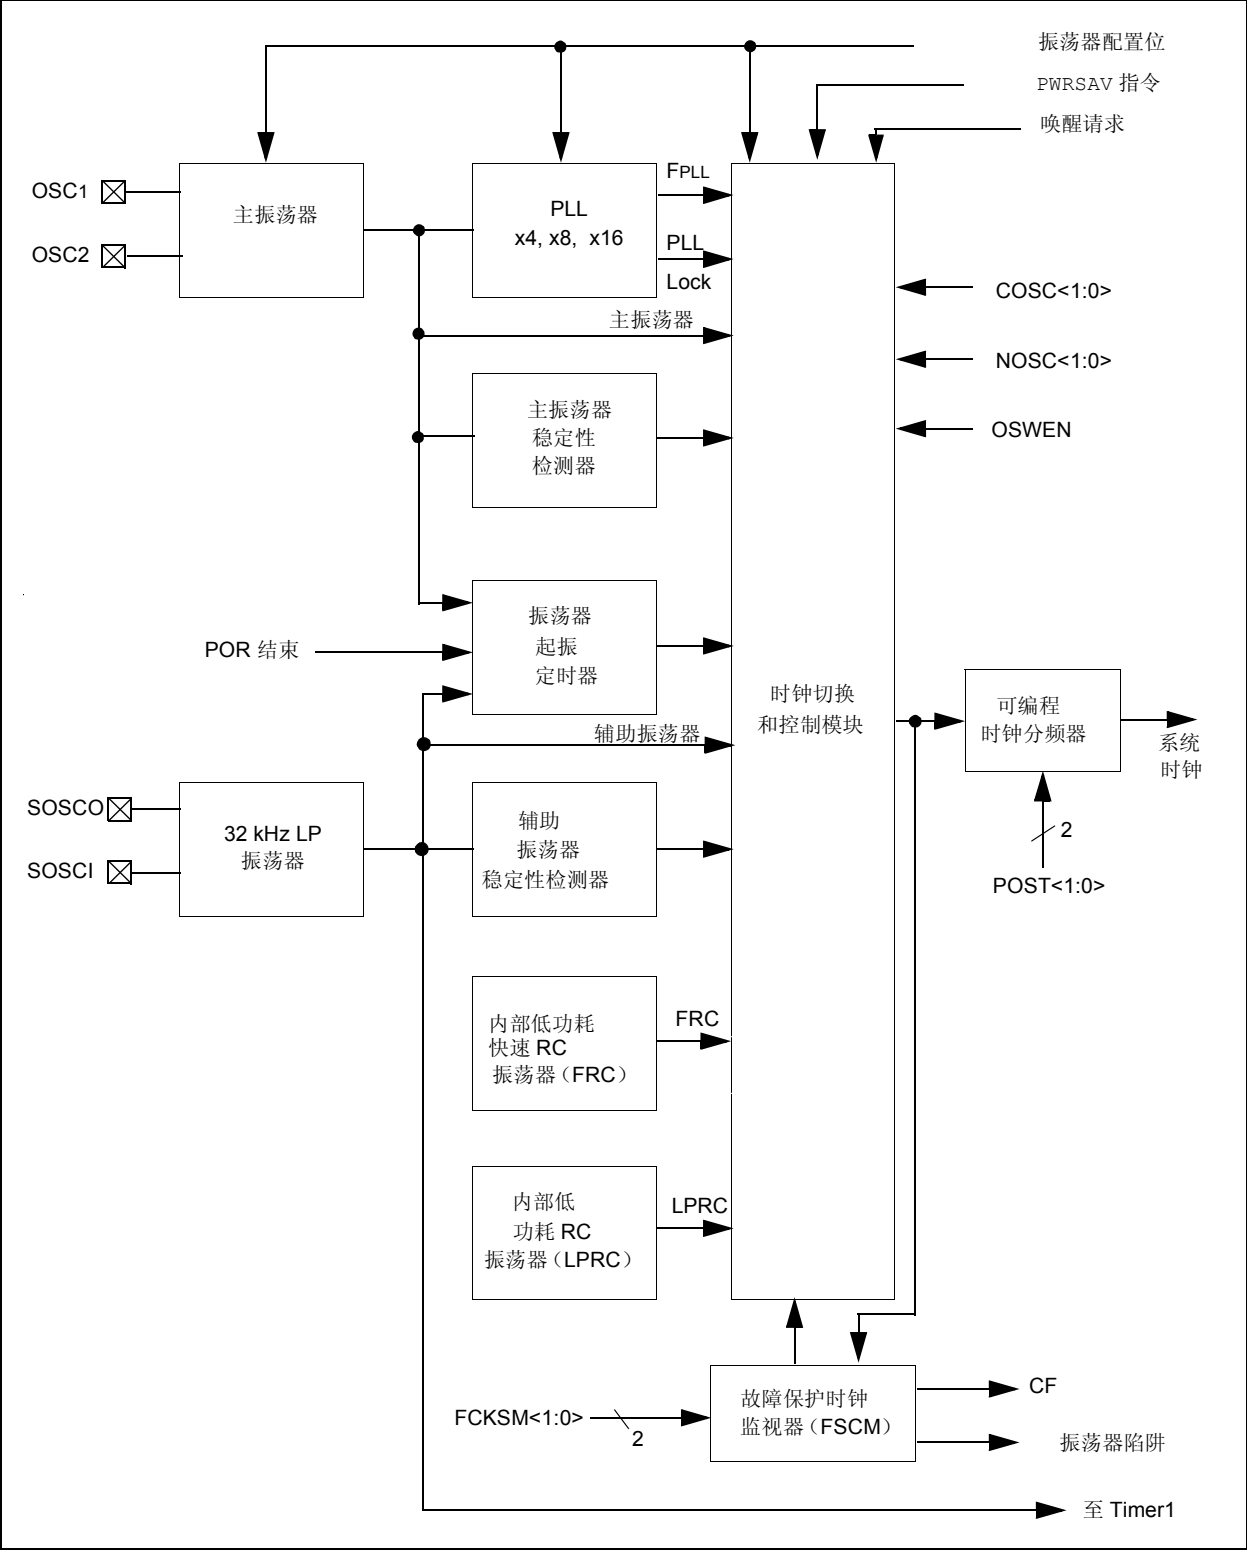 振荡器配置位
PWRSAV 指令
唤醒请求
OSC1
OSC2
主振荡器
PLL
x4, x8, x16
FPLL
PLL
Lock
主振荡器
COSC<1:0>
NOSC<1:0>
OSWEN
主振荡器
稳定性
检测器
POR 结束
振荡器
起振
定时器
时钟切换
和控制模块
可编程
时钟分频器
系统
时钟
辅助振荡器
SOSCO
SOSCI
32 kHz LP
振荡器
辅助
振荡器
稳定性检测器
2
POST<1:0>
内部低功耗
快速 RC
振荡器（FRC）
FRC
内部低
功耗 RC
振荡器（LPRC）
LPRC
FCKSM<1:0>
2
故障保护时钟
监视器（FSCM）
CF
振荡器陷阱
至 Timer1